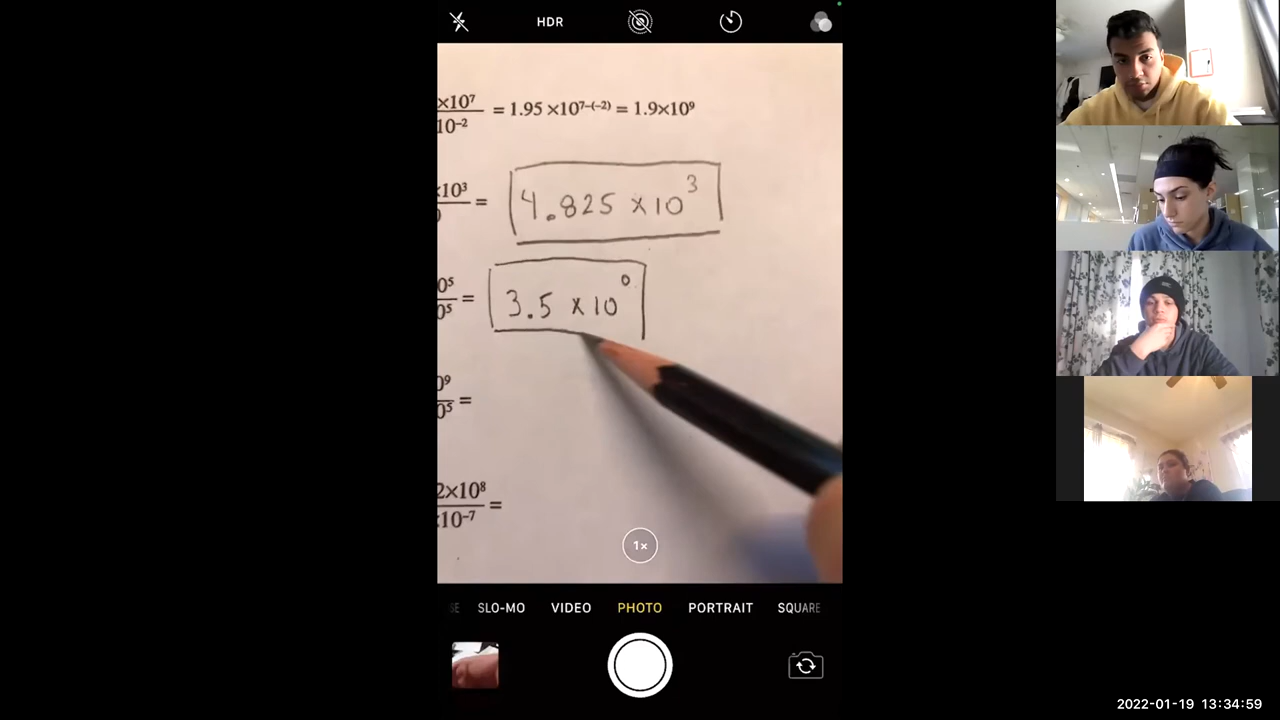 HDR
×10⁷ = 1.95 ×10⁷⁻⁽⁻²⁾ = 1.9×10⁹
10⁻²
×10³ = 4.825 × 10³
0
0⁵ = 3.5 × 10⁰
0⁵
0⁹ =
0⁵
2×10⁸ =
×10⁻⁷
1×
SLO-MO VIDEO PHOTO PORTRAIT SQUARE
2022-01-19 13:34:59